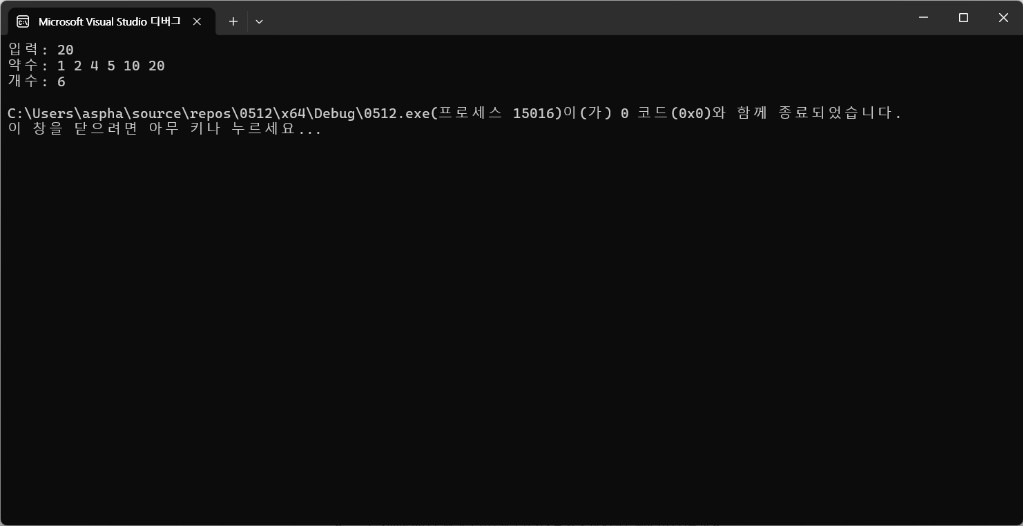 Microsoft Visual Studio 디버그
입력: 20
약수: 1 2 4 5 10 20
개수: 6
C:\Users\aspha\source\repos\0512\x64\Debug\0512.exe(프로세스 15016)이(가) 0 코드(0x0)와 함께 종료되었습니다.
이 창을 닫으려면 아무 키나 누르세요...